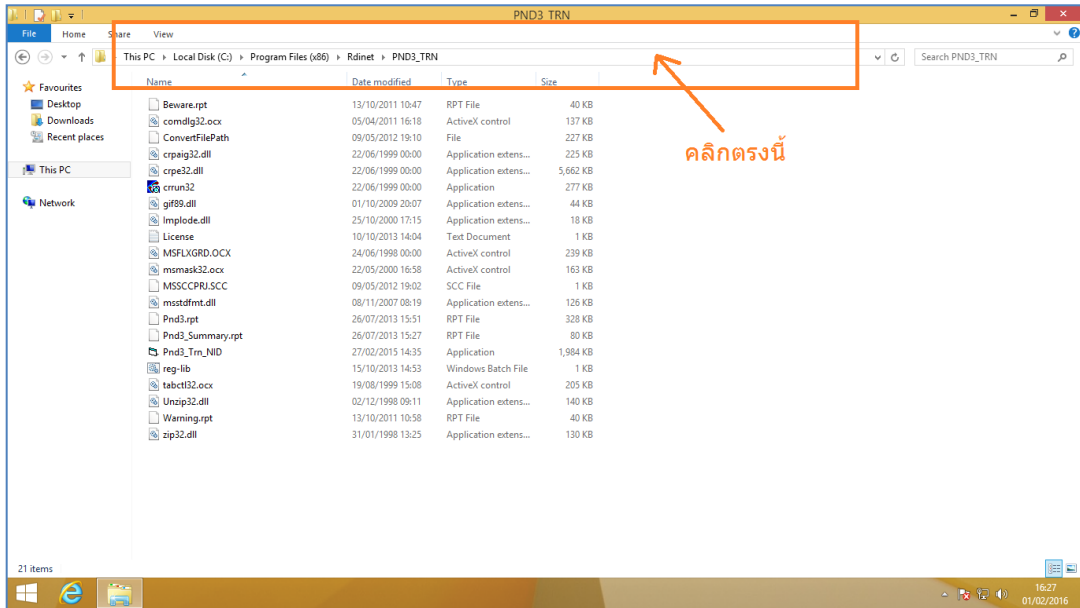 PND3 TRN
File Home Share View
This PC Local Disk (C:) Program Files (x86) Rdinet PND3_TRN Search PND3_TRN
Name Date modified Type Size
Favourites
Desktop
Downloads
Recent places
This PC
Network
Beware.rpt 13/10/2011 10:47 RPT File 40 KB
comdlg32.ocx 05/04/2011 16:18 ActiveX control 137 KB
ConvertFilePath 09/05/2012 19:10 File 227 KB
crpaig32.dll 22/06/1999 00:00 Application extens... 225 KB
crpe32.dll 22/06/1999 00:00 Application extens... 5,662 KB
crrun32 22/06/1999 00:00 Application 277 KB
gif89.dll 01/10/2009 20:07 Application extens... 44 KB
Implode.dll 25/10/2000 17:15 Application extens... 18 KB
License 10/10/2013 14:04 Text Document 1 KB
MSFLXGRD.OCX 24/06/1998 00:00 ActiveX control 239 KB
msmask32.ocx 22/05/2000 16:58 ActiveX control 163 KB
MSSCCPRJ.SCC 09/05/2012 19:02 SCC File 1 KB
msstdfmt.dll 08/11/2007 08:19 Application extens... 126 KB
Pnd3.rpt 26/07/2013 15:51 RPT File 328 KB
Pnd3_Summary.rpt 26/07/2013 15:27 RPT File 80 KB
Pnd3_Trn_NID 27/02/2015 14:35 Application 1,984 KB
reg-lib 15/10/2013 14:53 Windows Batch File 1 KB
tabctl32.ocx 19/08/1999 15:08 ActiveX control 205 KB
Unzip32.dll 02/12/1998 09:11 Application extens... 140 KB
Warning.rpt 13/10/2011 10:58 RPT File 40 KB
zip32.dll 31/01/1998 13:25 Application extens... 130 KB
คลิกตรงนี้
21 items
16:27
01/02/2016